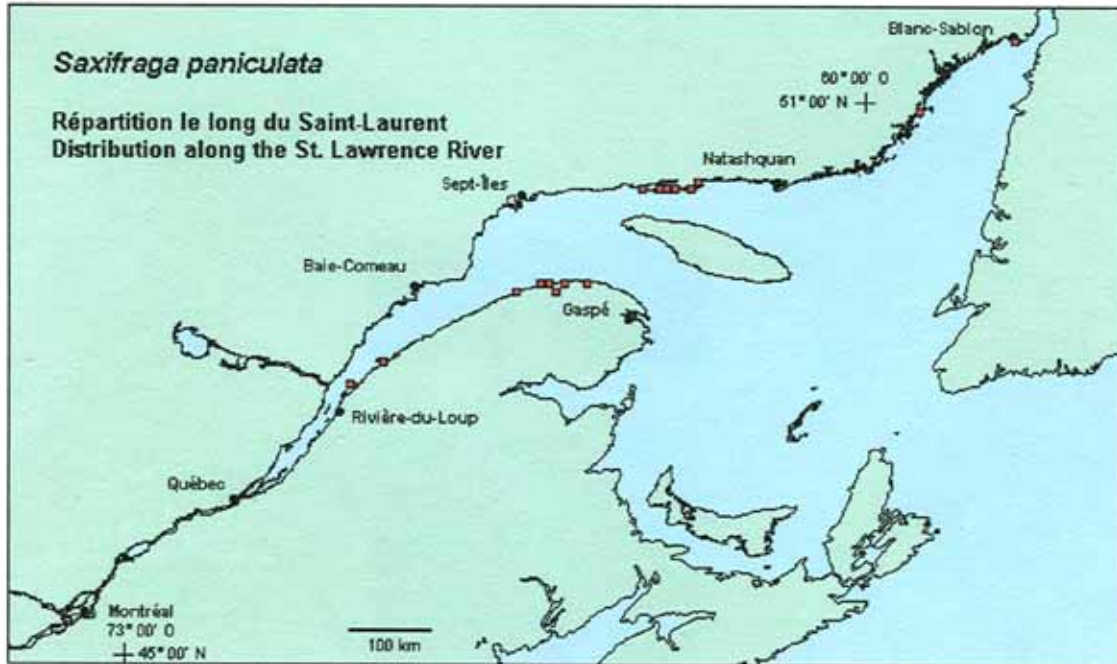 Saxifraga paniculata
Répartition le long du Saint-Laurent
Distribution along the St. Lawrence River
Blanc-Sablon
60° 00' O
51° 00' N
Natashquan
Sept-Îles
Baie-Comeau
Gaspé
Rivière-du-Loup
Québec
Montréal
73° 00' O
45° 00' N
100 km